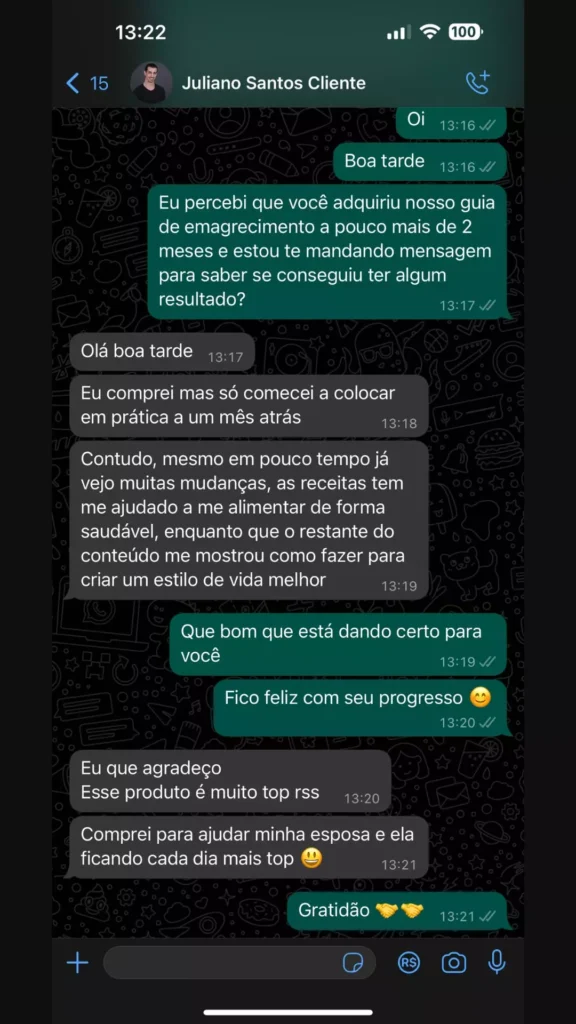 13:22
100
15
Juliano Santos Cliente
Oi 13:16
Boa tarde 13:16
Eu percebi que você adquiriu nosso guia
de emagrecimento a pouco mais de 2
meses e estou te mandando mensagem
para saber se conseguiu ter algum
resultado?
13:17
Olá boa tarde 13:17
Eu comprei mas só comecei a colocar
em prática a um mês atrás
13:18
Contudo, mesmo em pouco tempo já
vejo muitas mudanças, as receitas tem
me ajudado a me alimentar de forma
saudável, enquanto que o restante do
conteúdo me mostrou como fazer para
criar um estilo de vida melhor
13:19
Que bom que está dando certo para
você
13:19
Fico feliz com seu progresso 😊
13:20
Eu que agradeço
Esse produto é muito top rss 13:20
Comprei para ajudar minha esposa e ela
ficando cada dia mais top 😃
13:21
Gratidão 🤝🤝 13:21
R$